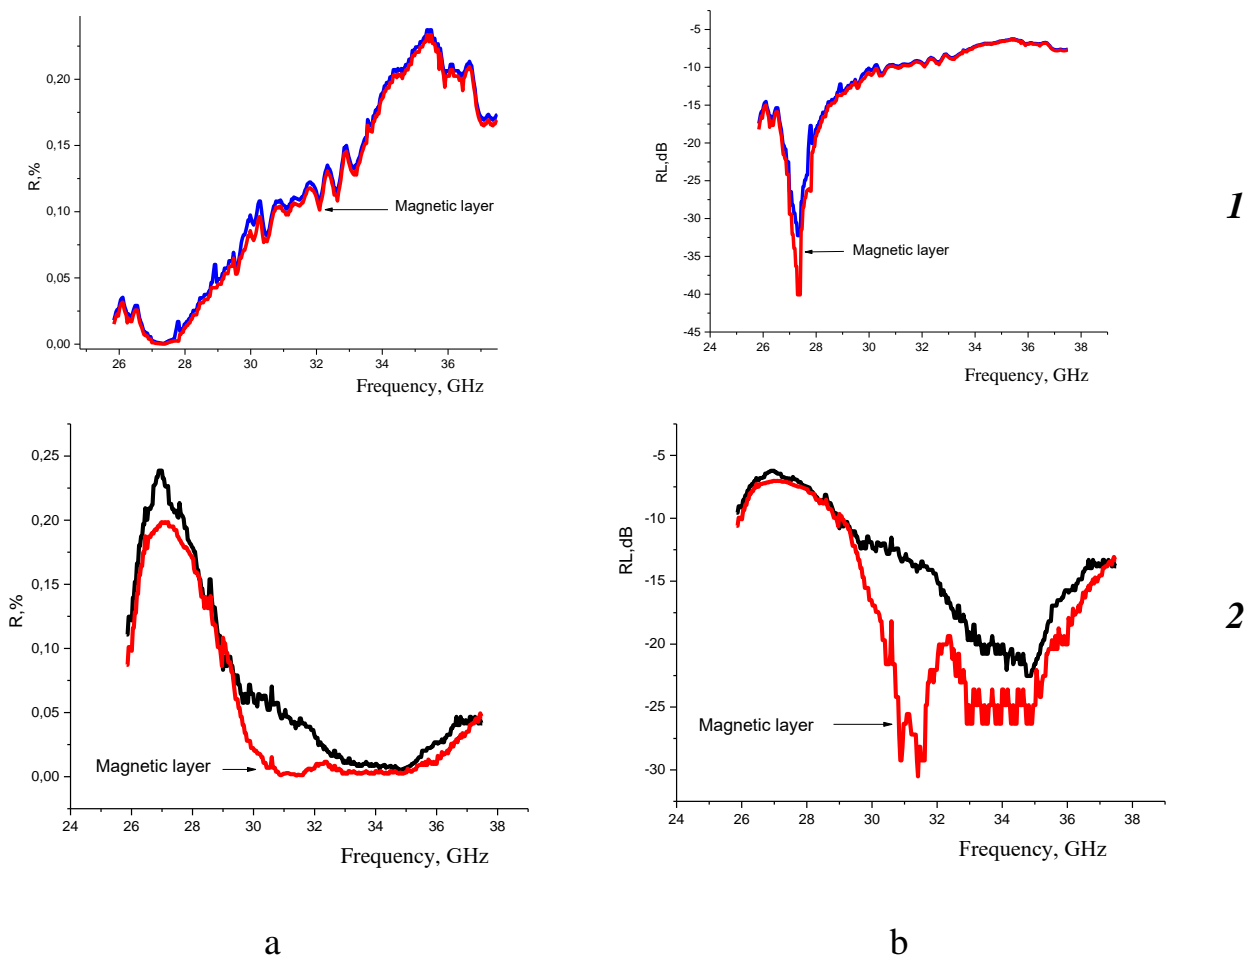 0,20
0,15
0,10
0,05
0,00
R,%
Magnetic layer
26 28 30 32 34 36
Frequency, GHz
-5
-10
-15
-20
-25
-30
-35
-40
-45
RL,dB
Magnetic layer
24 26 28 30 32 34 36 38
Frequency, GHz
1
0,25
0,20
0,15
0,10
0,05
0,00
R,%
Magnetic layer
24 26 28 30 32 34 36 38
Frequency, GHz
-5
-10
-15
-20
-25
-30
RL,dB
Magnetic layer
24 26 28 30 32 34 36 38
Frequency, GHz
2
a
b